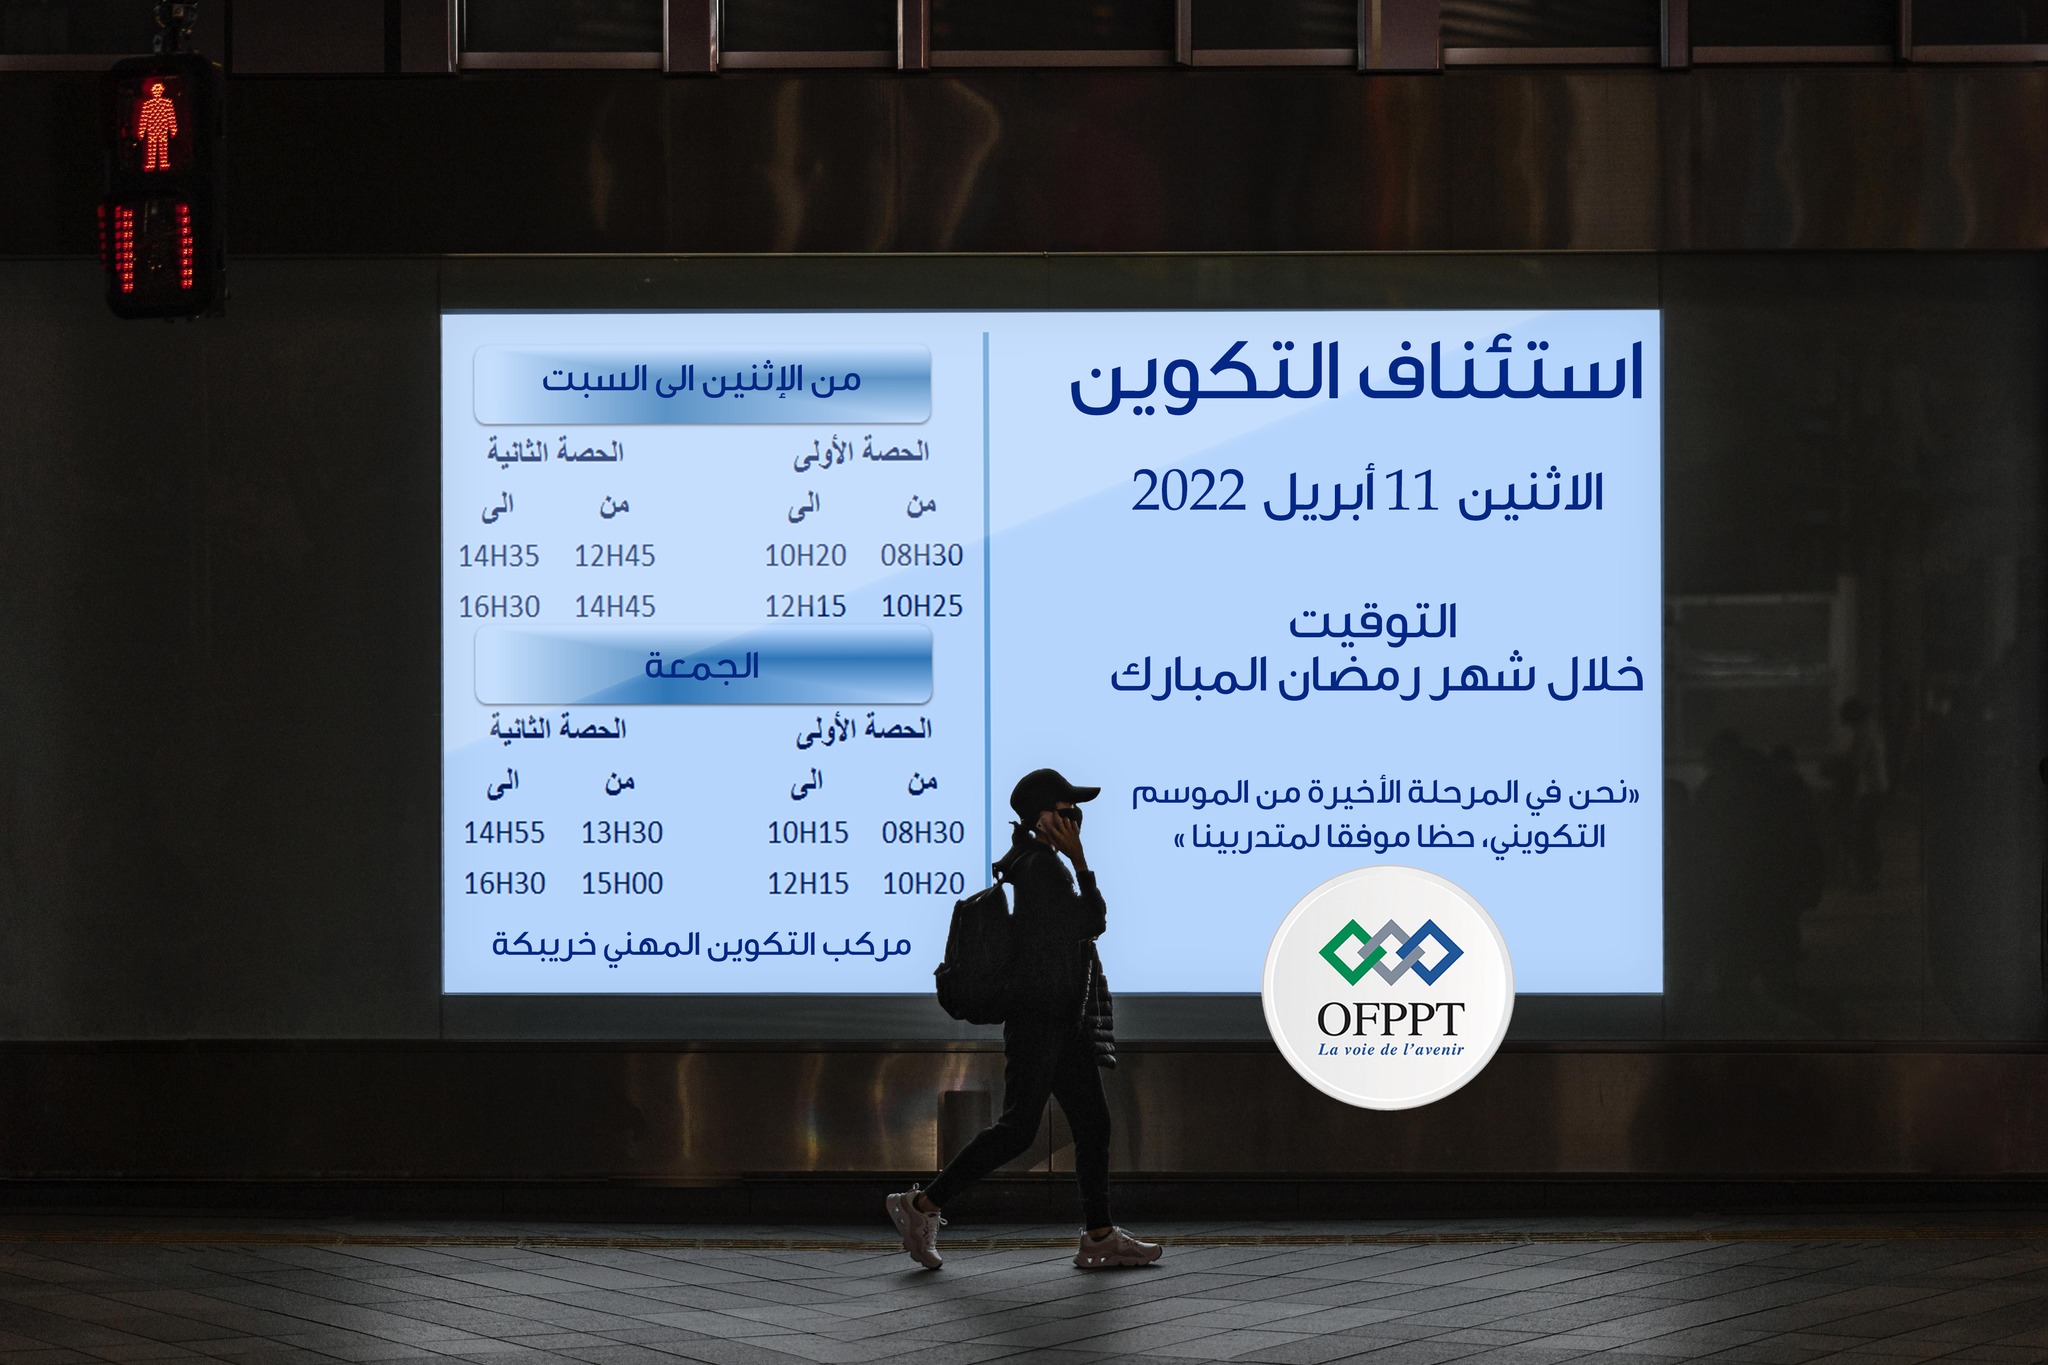 استئناف التكوين
الاثنين 11 أبريل 2022
التوقيت
خلال شهر رمضان المبارك
«نحن في المرحلة الأخيرة من الموسم
التكويني، حظا موفقا لمتدربينا »
OFPPT
La voie de l'avenir
من الإثنين الى السبت
الحصة الأولى الحصة الثانية
من الى من الى
08H30 10H20 12H45 14H35
10H25 12H15 14H45 16H30
الجمعة
الحصة الأولى الحصة الثانية
من الى من الى
08H30 10H15 13H30 14H55
10H20 12H15 15H00 16H30
مركب التكوين المهني خريبكة